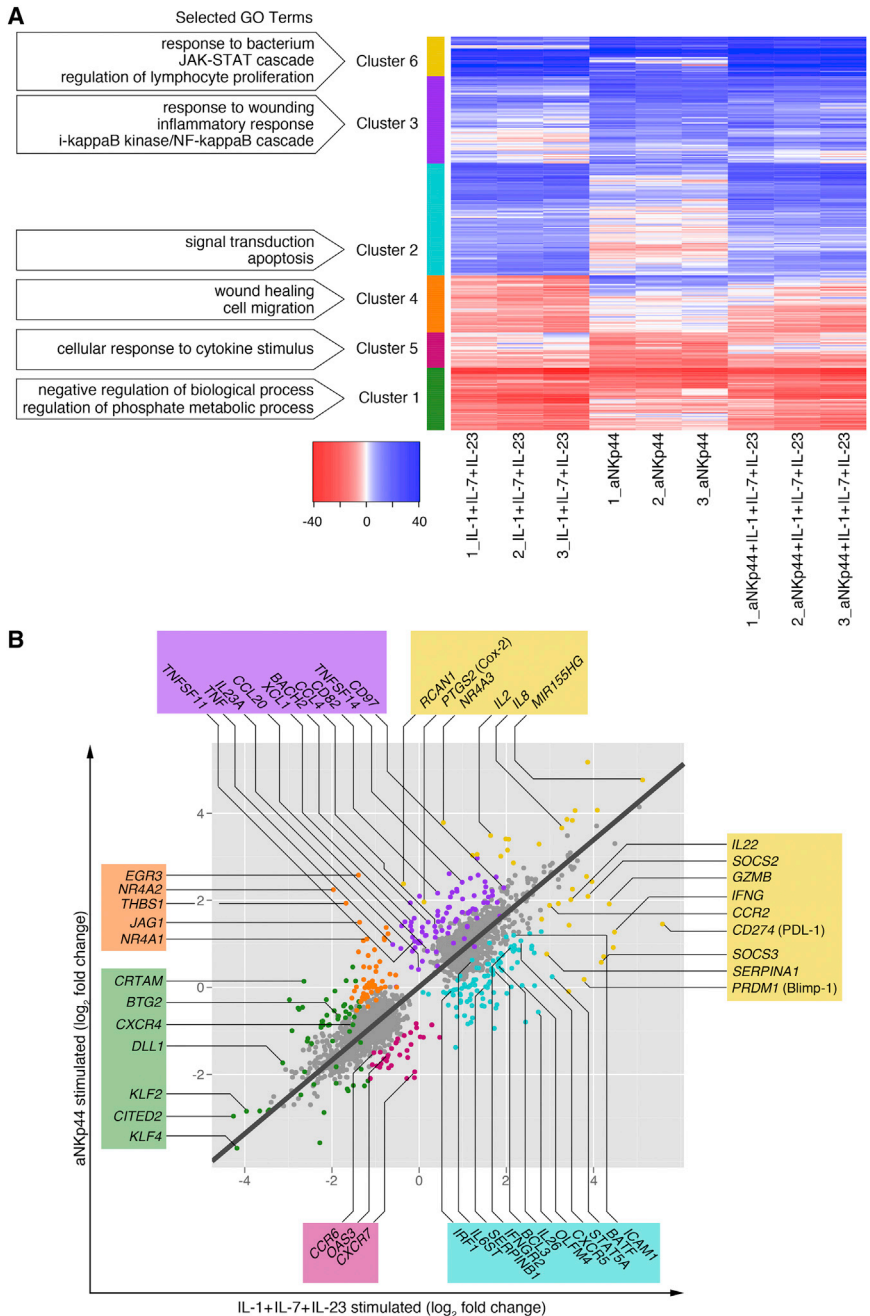 A
Selected GO Terms
response to bacterium
JAK-STAT cascade
regulation of lymphocyte proliferation
Cluster 6
response to wounding
inflammatory response
i-kappaB kinase/NF-kappaB cascade
Cluster 3
signal transduction
apoptosis
Cluster 2
wound healing
cell migration
Cluster 4
cellular response to cytokine stimulus
Cluster 5
negative regulation of biological process
regulation of phosphate metabolic process
Cluster 1
-40
-20
0
20
40
1_IL-1+IL-7+IL-23
2_IL-1+IL-7+IL-23
3_IL-1+IL-7+IL-23
1_aNKp44
2_aNKp44
3_aNKp44
1_aNKp44+IL-1+IL-7+IL-23
2_aNKp44+IL-1+IL-7+IL-23
3_aNKp44+IL-1+IL-7+IL-23
B
TNFSF11
TNF
IL23A
CCL20
XCL1
BACH2
CCL4
CD82
TNFSF14
CD97
RCAN1
PTGS2 (Cox-2)
NR4A3
IL2
IL8
MIR155HG
EGR3
NR4A2
THBS1
JAG1
NR4A1
CRTAM
BTG2
CXCR4
DLL1
KLF2
CITED2
KLF4
IL22
SOCS2
GZMB
IFNG
CCR2
CD274 (PDL-1)
SOCS3
SERPINA1
PRDM1 (Blimp-1)
aNKp44 stimulated (log2 fold change)
4
2
0
-2
-4
-2
0
2
4
CCR6
OAS3
CXCR7
IRF1
IL6ST
SERPINB1
IFNGR2
BCL3
IL26
OLFM4
CXCR5
STAT5A
BATF
ICAM1
IL-1+IL-7+IL-23 stimulated (log2 fold change)